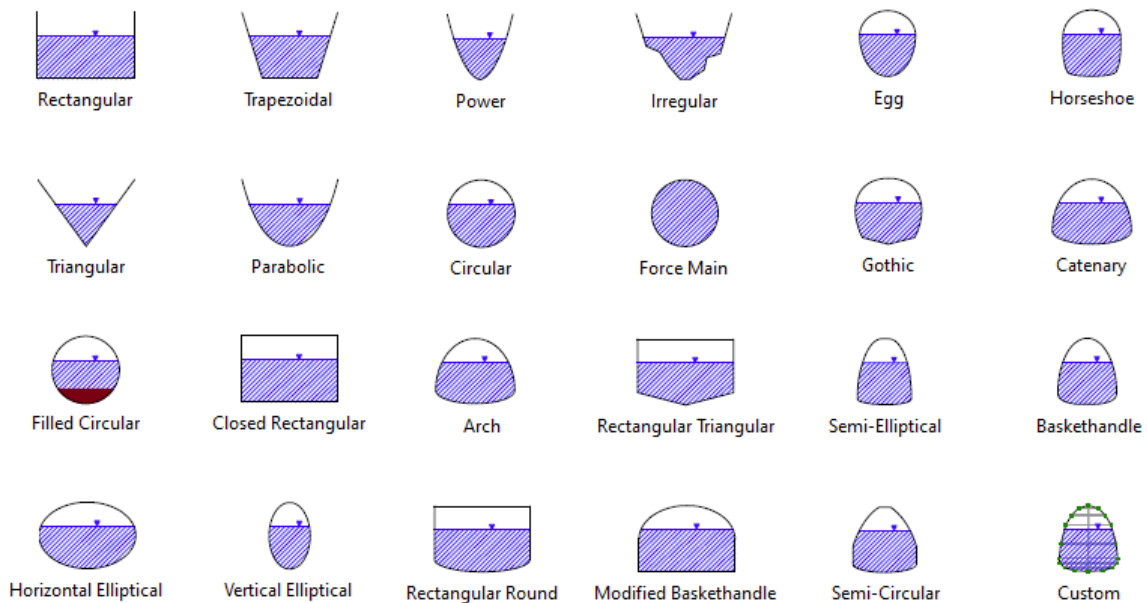 Rectangular
Trapezoidal
Power
Irregular
Egg
Horseshoe
Triangular
Parabolic
Circular
Force Main
Gothic
Catenary
Filled Circular
Closed Rectangular
Arch
Rectangular Triangular
Semi-Elliptical
Baskethandle
Horizontal Elliptical
Vertical Elliptical
Rectangular Round
Modified Baskethandle
Semi-Circular
Custom